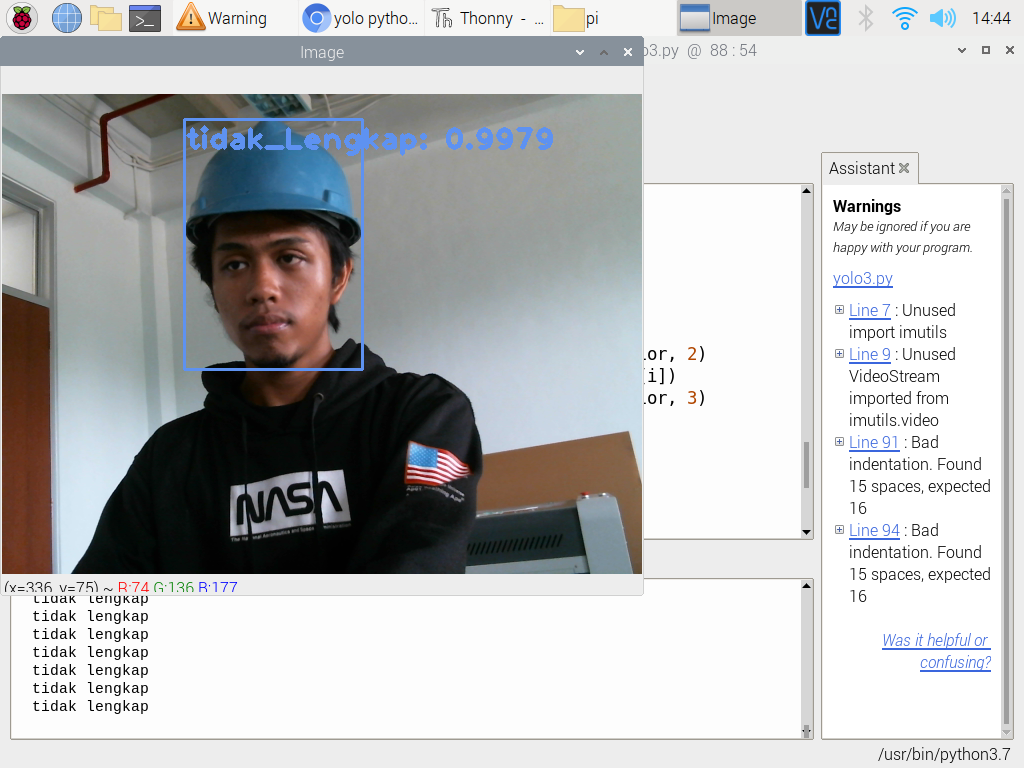 Warning
yolo pytho...
Thonny - ...
pi
Image
14:44
Image
o3.py @ 88 : 54
tidak_Lengkap: 0.9979
NASA
lor, 2)
[i])
lor, 3)
Assistant
Warnings
May be ignored if you are
happy with your program.
yolo3.py
Line 7 : Unused
import imutils
Line 9 : Unused
VideoStream
imported from
imutils.video
Line 91 : Bad
indentation. Found
15 spaces, expected
16
Line 94 : Bad
indentation. Found
15 spaces, expected
16
Was it helpful or
confusing?
(x=336, y=75) ~ R:74 G:136 B:177
tidak lengkap
tidak lengkap
tidak lengkap
tidak lengkap
tidak lengkap
tidak lengkap
tidak lengkap
/usr/bin/python3.7